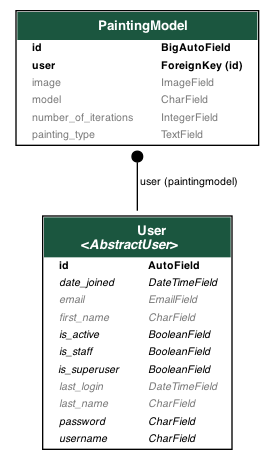 PaintingModel
id BigAutoField
user ForeignKey (id)
image ImageField
model CharField
number_of_iterations IntegerField
painting_type TextField
user (paintingmodel)
User
<AbstractUser>
id AutoField
date_joined DateTimeField
email EmailField
first_name CharField
is_active BooleanField
is_staff BooleanField
is_superuser BooleanField
last_login DateTimeField
last_name CharField
password CharField
username CharField